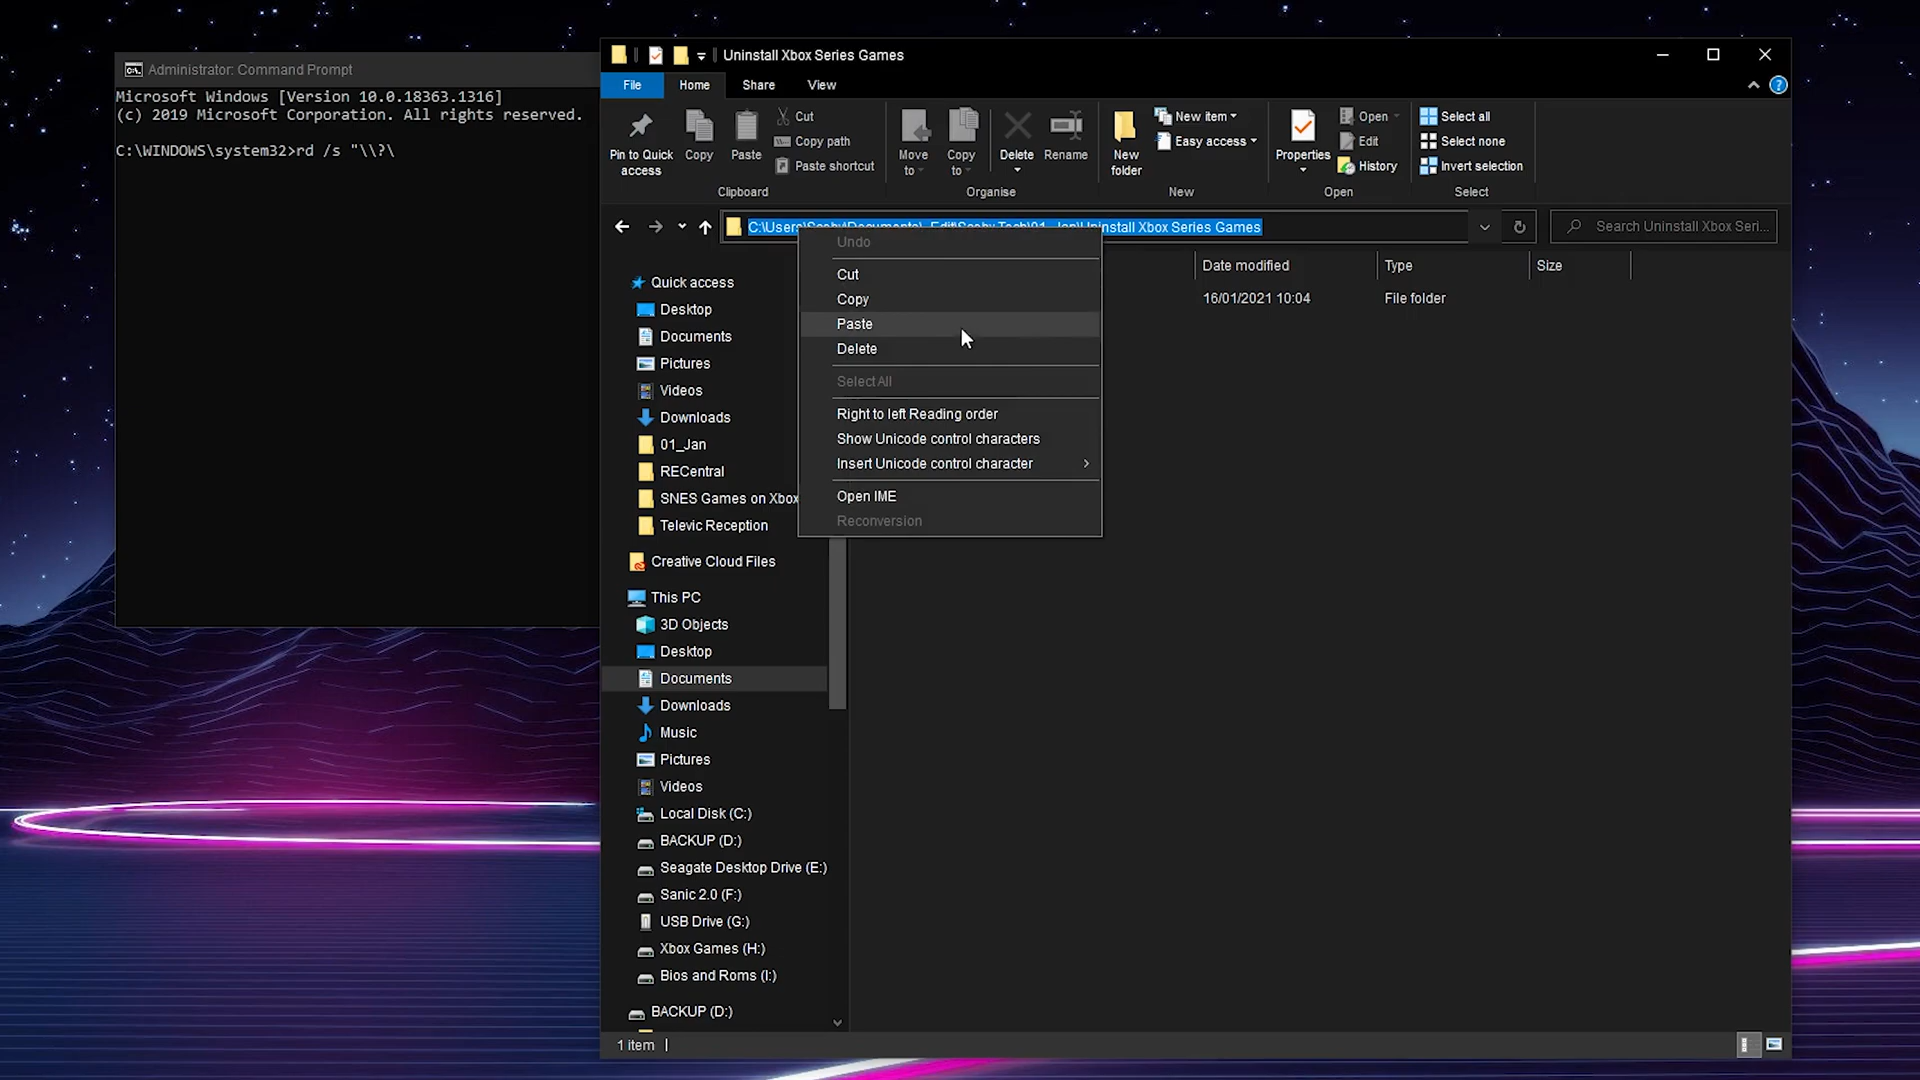 Administrator: Command Prompt
Microsoft Windows [Version 10.0.18363.1316]
(c) 2019 Microsoft Corporation. All rights reserved.
C:\WINDOWS\system32>rd /s "\\?\
Uninstall Xbox Series Games
File
Home
Share
View
Pin to Quick access
Copy
Paste
Cut
Copy path
Paste shortcut
Clipboard
Move to
Copy to
Delete
Rename
Organise
New folder
New item
Easy access
New
Properties
Open
Edit
History
Open
Select all
Select none
Invert selection
Select
Uninstall Xbox Series Games
Search Uninstall Xbox Seri...
Date modified
Type
Size
16/01/2021 10:04
File folder
Undo
Cut
Copy
Paste
Delete
Select All
Right to left Reading order
Show Unicode control characters
Insert Unicode control character
Open IME
Reconversion
Quick access
Desktop
Documents
Pictures
Videos
Downloads
01_Jan
RECentral
SNES Games on Xbox
Televic Reception
Creative Cloud Files
This PC
3D Objects
Desktop
Documents
Downloads
Music
Pictures
Videos
Local Disk (C:)
BACKUP (D:)
Seagate Desktop Drive (E:)
Sanic 2.0 (F:)
USB Drive (G:)
Xbox Games (H:)
Bios and Roms (I:)
BACKUP (D:)
1 item